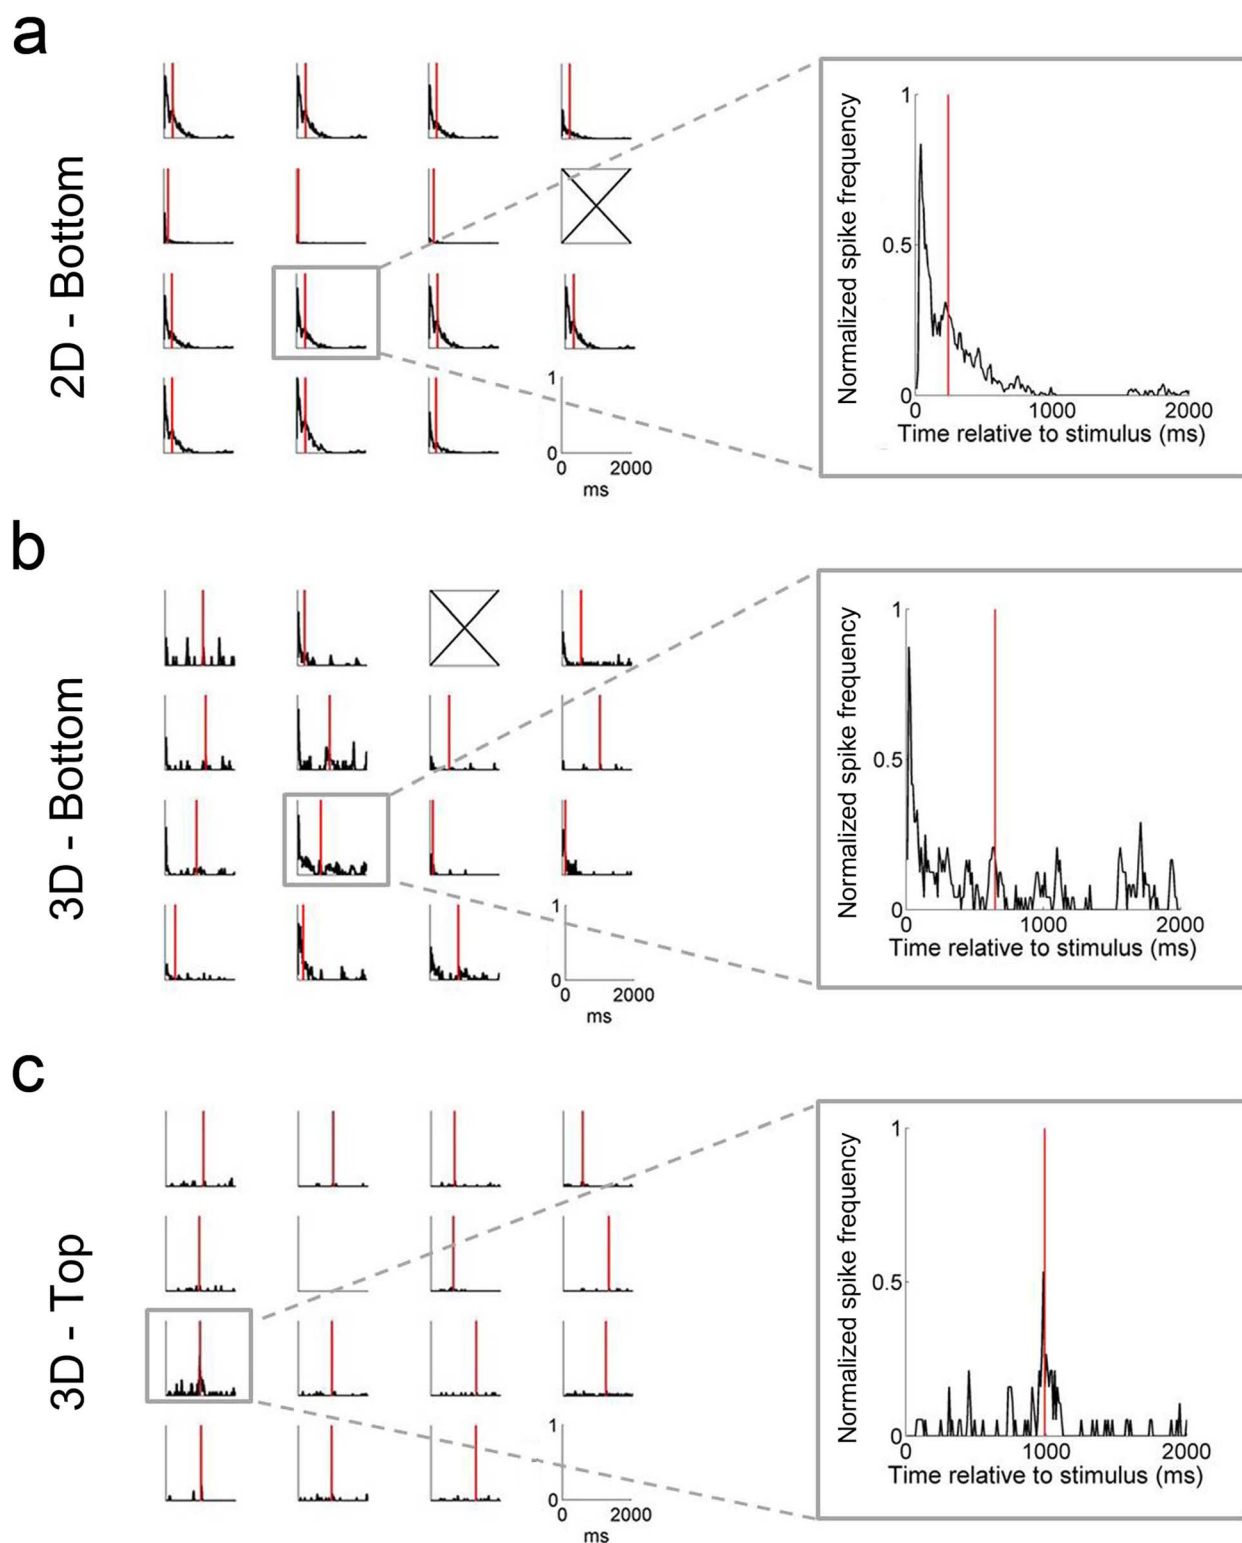 a
2D - Bottom
1
0
0 2000
ms
Normalized spike frequency
1
0.5
0
0 1000 2000
Time relative to stimulus (ms)
b
3D - Bottom
1
0
0 2000
ms
Normalized spike frequency
1
0.5
0
0 1000 2000
Time relative to stimulus (ms)
c
3D - Top
1
0
0 2000
ms
Normalized spike frequency
1
0.5
0
0 1000 2000
Time relative to stimulus (ms)